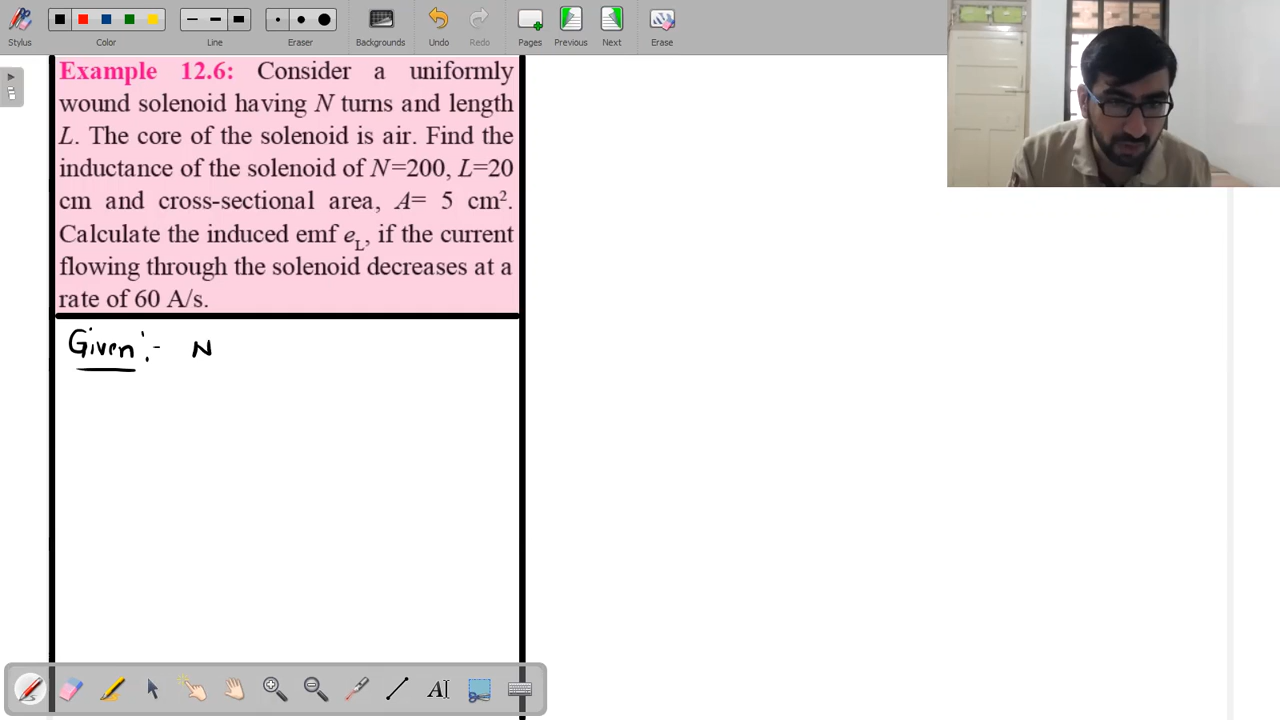 Stylus
Color
Line
Eraser
Backgrounds
Undo
Redo
Pages
Previous
Next
Erase
Example 12.6: Consider a uniformly
wound solenoid having N turns and length
L. The core of the solenoid is air. Find the
inductance of the solenoid of N=200, L=20
cm and cross-sectional area, A= 5 cm².
Calculate the induced emf e_L, if the current
flowing through the solenoid decreases at a
rate of 60 A/s.
Given :- N